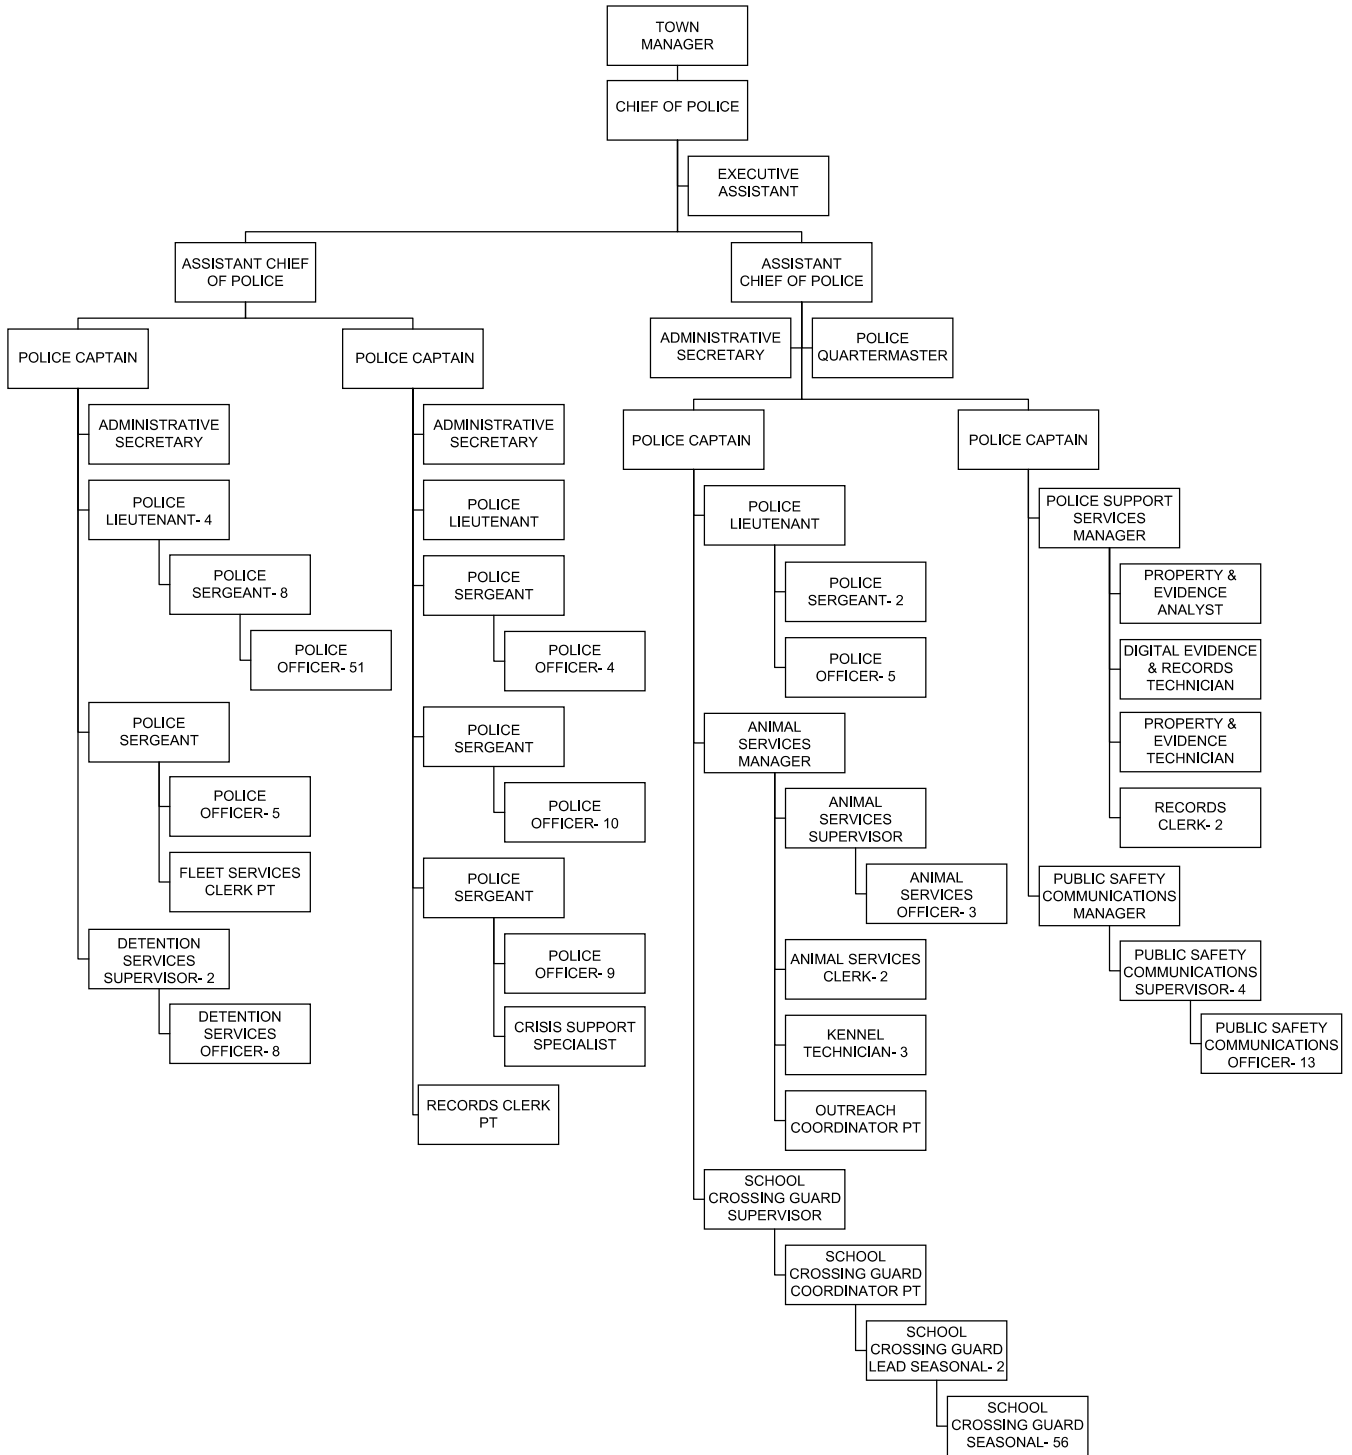 TOWN
MANAGER
CHIEF OF POLICE
EXECUTIVE
ASSISTANT
ASSISTANT CHIEF
OF POLICE
POLICE CAPTAIN
ADMINISTRATIVE
SECRETARY
POLICE
LIEUTENANT- 4
POLICE
SERGEANT- 8
POLICE
OFFICER- 51
POLICE
SERGEANT
POLICE
OFFICER- 5
FLEET SERVICES
CLERK PT
DETENTION
SERVICES
SUPERVISOR- 2
DETENTION
SERVICES
OFFICER- 8
POLICE CAPTAIN
ADMINISTRATIVE
SECRETARY
POLICE
LIEUTENANT
POLICE
SERGEANT
POLICE
OFFICER- 4
POLICE
SERGEANT
POLICE
OFFICER- 10
POLICE
SERGEANT
POLICE
OFFICER- 9
CRISIS SUPPORT
SPECIALIST
RECORDS CLERK
PT
ASSISTANT
CHIEF OF POLICE
ADMINISTRATIVE
SECRETARY
POLICE
QUARTERMASTER
POLICE CAPTAIN
POLICE
LIEUTENANT
POLICE
SERGEANT- 2
POLICE
OFFICER- 5
ANIMAL
SERVICES
MANAGER
ANIMAL
SERVICES
SUPERVISOR
ANIMAL
SERVICES
OFFICER- 3
ANIMAL SERVICES
CLERK- 2
KENNEL
TECHNICIAN- 3
OUTREACH
COORDINATOR PT
SCHOOL
CROSSING GUARD
SUPERVISOR
SCHOOL
CROSSING GUARD
COORDINATOR PT
SCHOOL
CROSSING GUARD
LEAD SEASONAL- 2
SCHOOL
CROSSING GUARD
SEASONAL- 56
POLICE CAPTAIN
POLICE SUPPORT
SERVICES
MANAGER
PROPERTY &
EVIDENCE
ANALYST
DIGITAL EVIDENCE
& RECORDS
TECHNICIAN
PROPERTY &
EVIDENCE
TECHNICIAN
RECORDS
CLERK- 2
PUBLIC SAFETY
COMMUNICATIONS
MANAGER
PUBLIC SAFETY
COMMUNICATIONS
SUPERVISOR- 4
PUBLIC SAFETY
COMMUNICATIONS
OFFICER- 13